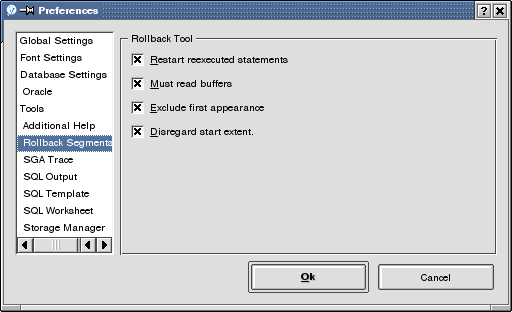 Preferences
?
Global Settings
Font Settings
Database Settings
Oracle
Tools
Additional Help
Rollback Segments
SGA Trace
SQL Output
SQL Template
SQL Worksheet
Storage Manager
Rollback Tool
Restart reexecuted statements
Must read buffers
Exclude first appearance
Disregard start extent.
Ok
Cancel